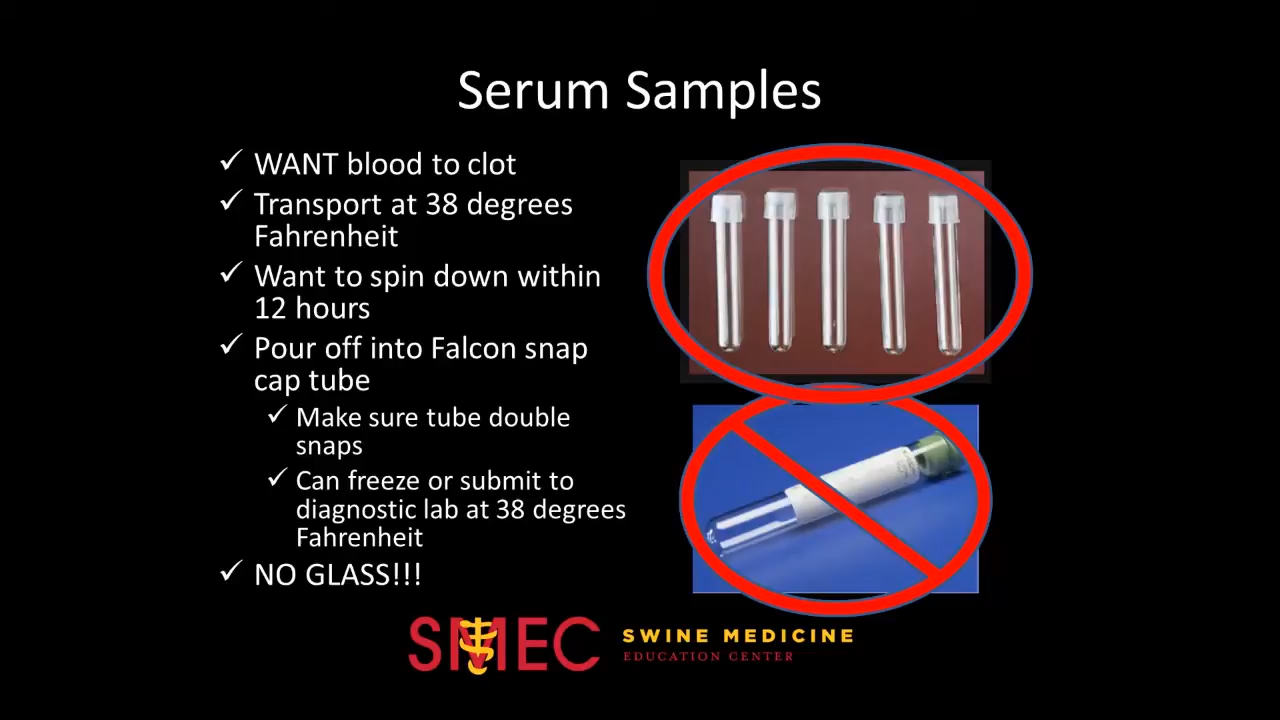 Serum Samples
WANT blood to clot
Transport at 38 degrees
Fahrenheit
Want to spin down within
12 hours
Pour off into Falcon snap
cap tube
Make sure tube double
snaps
Can freeze or submit to
diagnostic lab at 38 degrees
Fahrenheit
NO GLASS!!!
SMEC
SWINE MEDICINE
EDUCATION CENTER